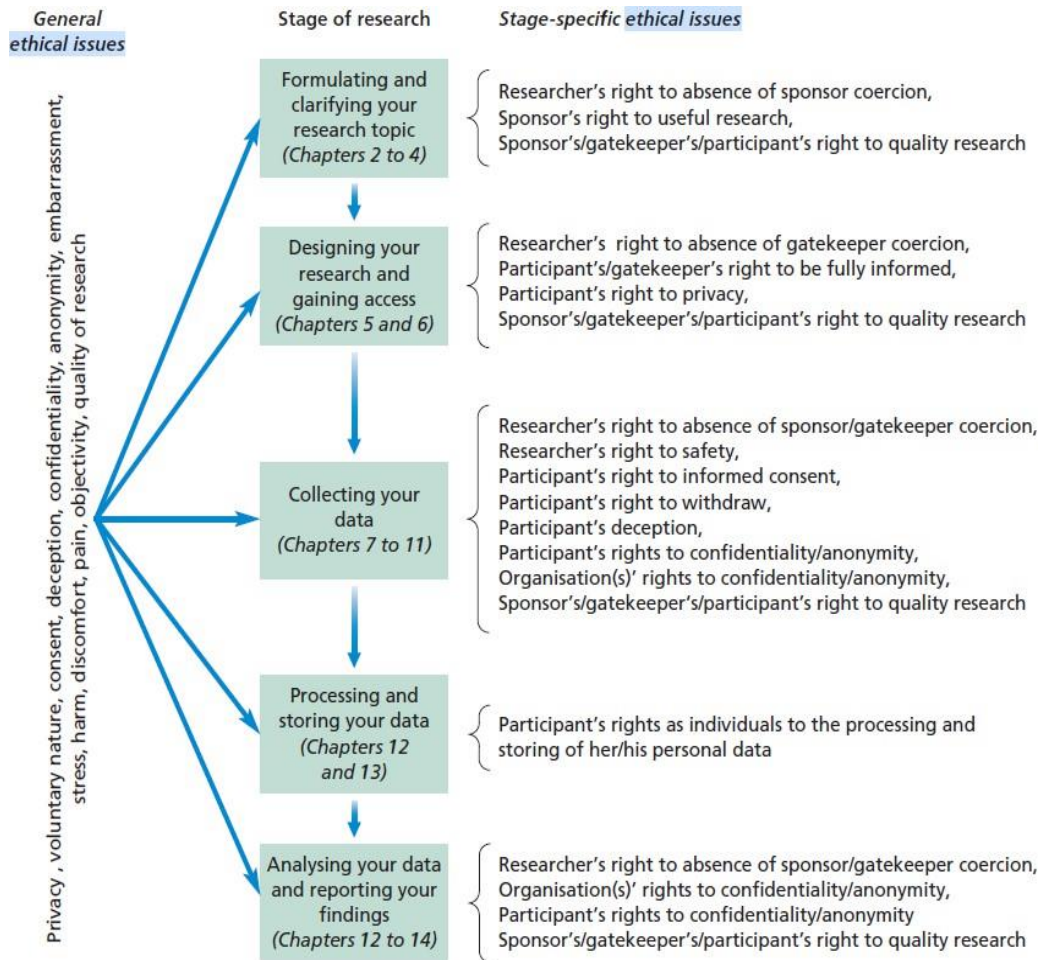 General
ethical issues
Stage of research
Stage-specific ethical issues
Privacy , voluntary nature, consent, deception, confidentiality, anonymity, embarrassment,
stress, harm, discomfort, pain, objectivity, quality of research
Formulating and
clarifying your
research topic
(Chapters 2 to 4)
Researcher's right to absence of sponsor coercion,
Sponsor's right to useful research,
Sponsor's/gatekeeper's/participant's right to quality research
Designing your
research and
gaining access
(Chapters 5 and 6)
Researcher's right to absence of gatekeeper coercion,
Participant's/gatekeeper's right to be fully informed,
Participant's right to privacy,
Sponsor's/gatekeeper's/participant's right to quality research
Collecting your
data
(Chapters 7 to 11)
Researcher's right to absence of sponsor/gatekeeper coercion,
Researcher's right to safety,
Participant's right to informed consent,
Participant's right to withdraw,
Participant's deception,
Participant's rights to confidentiality/anonymity,
Organisation(s)' rights to confidentiality/anonymity,
Sponsor's/gatekeeper's/participant's right to quality research
Processing and
storing your data
(Chapters 12
and 13)
Participant's rights as individuals to the processing and
storing of her/his personal data
Analysing your data
and reporting your
findings
(Chapters 12 to 14)
Researcher's right to absence of sponsor/gatekeeper coercion,
Organisation(s)' rights to confidentiality/anonymity,
Participant's rights to confidentiality/anonymity
Sponsor's/gatekeeper's/participant's right to quality research